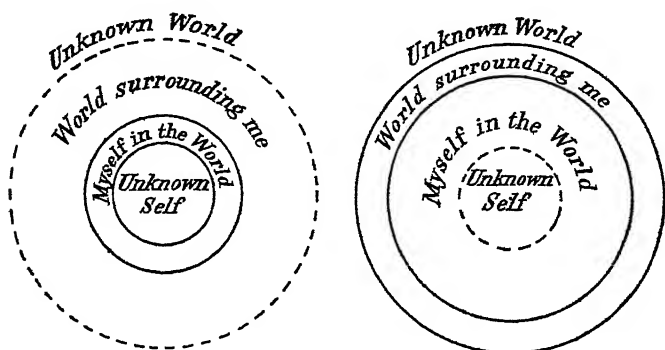 Unknown World
World surrounding me
Myself in the World
Unknown
Self
Unknown World
World surrounding me
Myself in the World
Unknown
Self